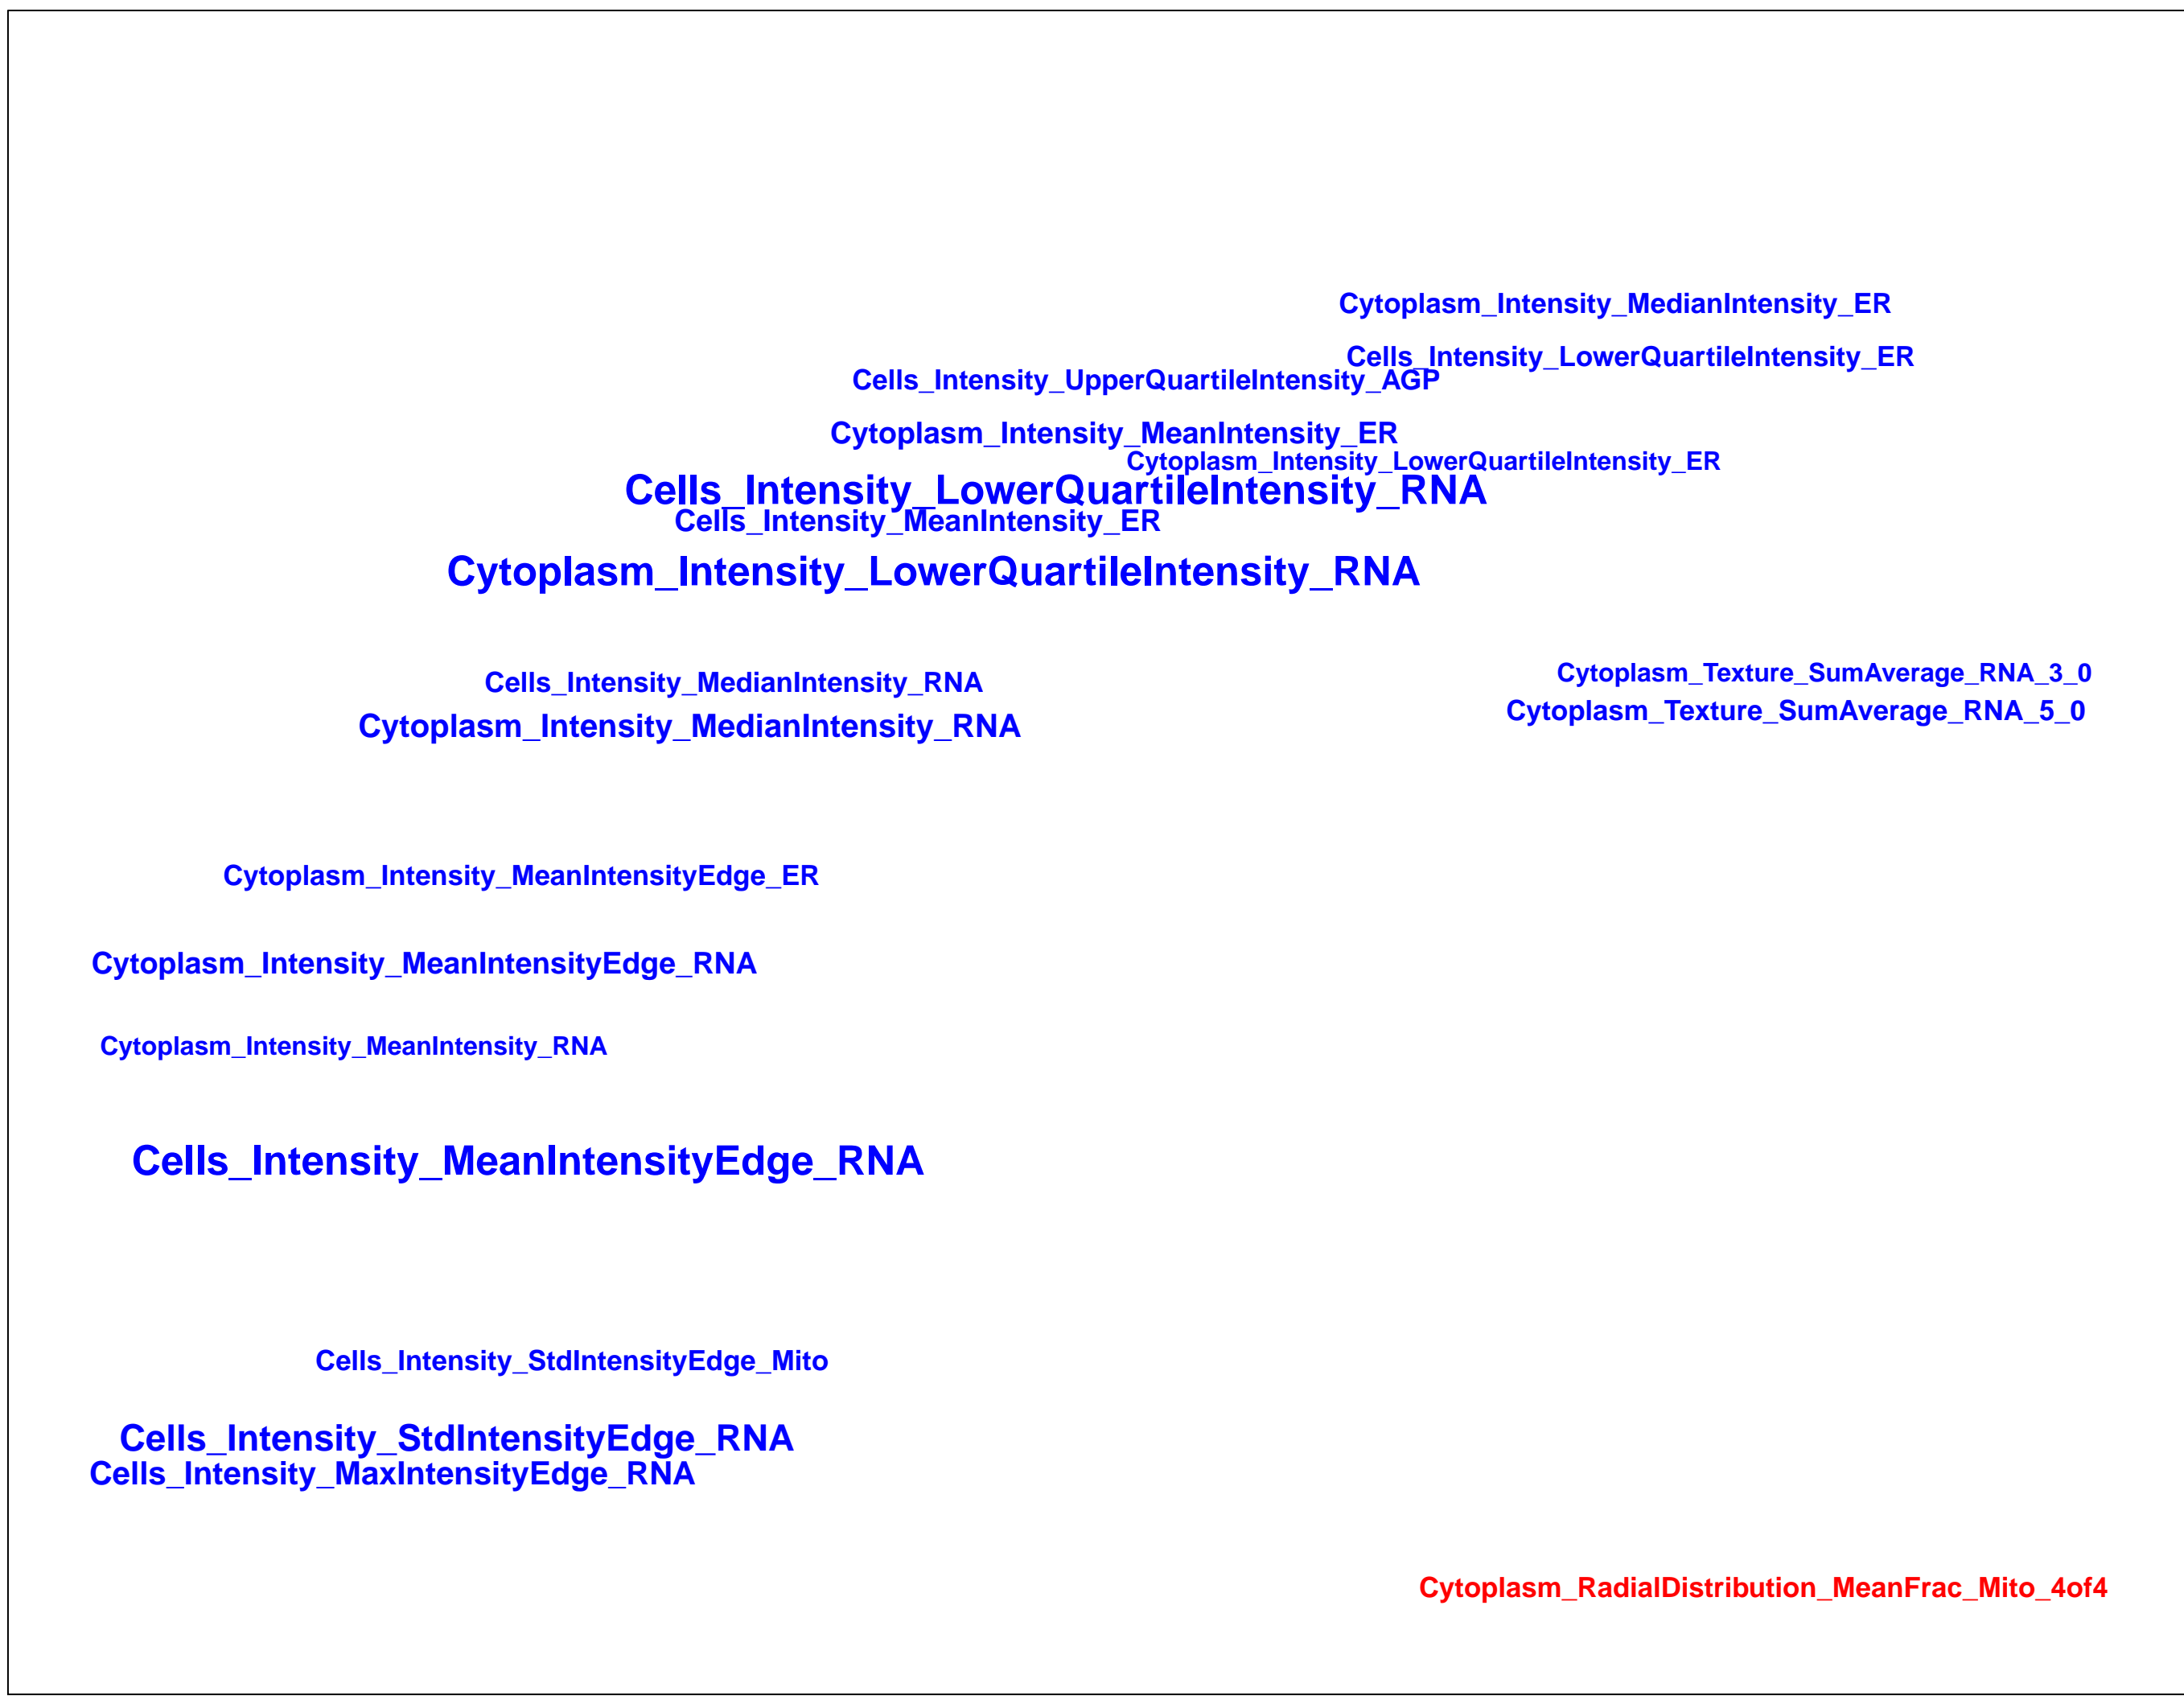 Cytoplasm_Intensity_MedianIntensity_ER
Cells_Intensity_LowerQuartileIntensity_ER
Cells_Intensity_UpperQuartileIntensity_AGP
Cytoplasm_Intensity_MeanIntensity_ER
Cytoplasm_Intensity_LowerQuartileIntensity_ER
Cells_Intensity_LowerQuartileIntensity_RNA
Cells_Intensity_MeanIntensity_ER
Cytoplasm_Intensity_LowerQuartileIntensity_RNA
Cytoplasm_Texture_SumAverage_RNA_3_0
Cells_Intensity_MedianIntensity_RNA
Cytoplasm_Texture_SumAverage_RNA_5_0
Cytoplasm_Intensity_MedianIntensity_RNA
Cytoplasm_Intensity_MeanIntensityEdge_ER
Cytoplasm_Intensity_MeanIntensityEdge_RNA
Cytoplasm_Intensity_MeanIntensity_RNA
Cells_Intensity_MeanIntensityEdge_RNA
Cells_Intensity_StdIntensityEdge_Mito
Cells_Intensity_StdIntensityEdge_RNA
Cells_Intensity_MaxIntensityEdge_RNA
Cytoplasm_RadialDistribution_MeanFrac_Mito_4of4